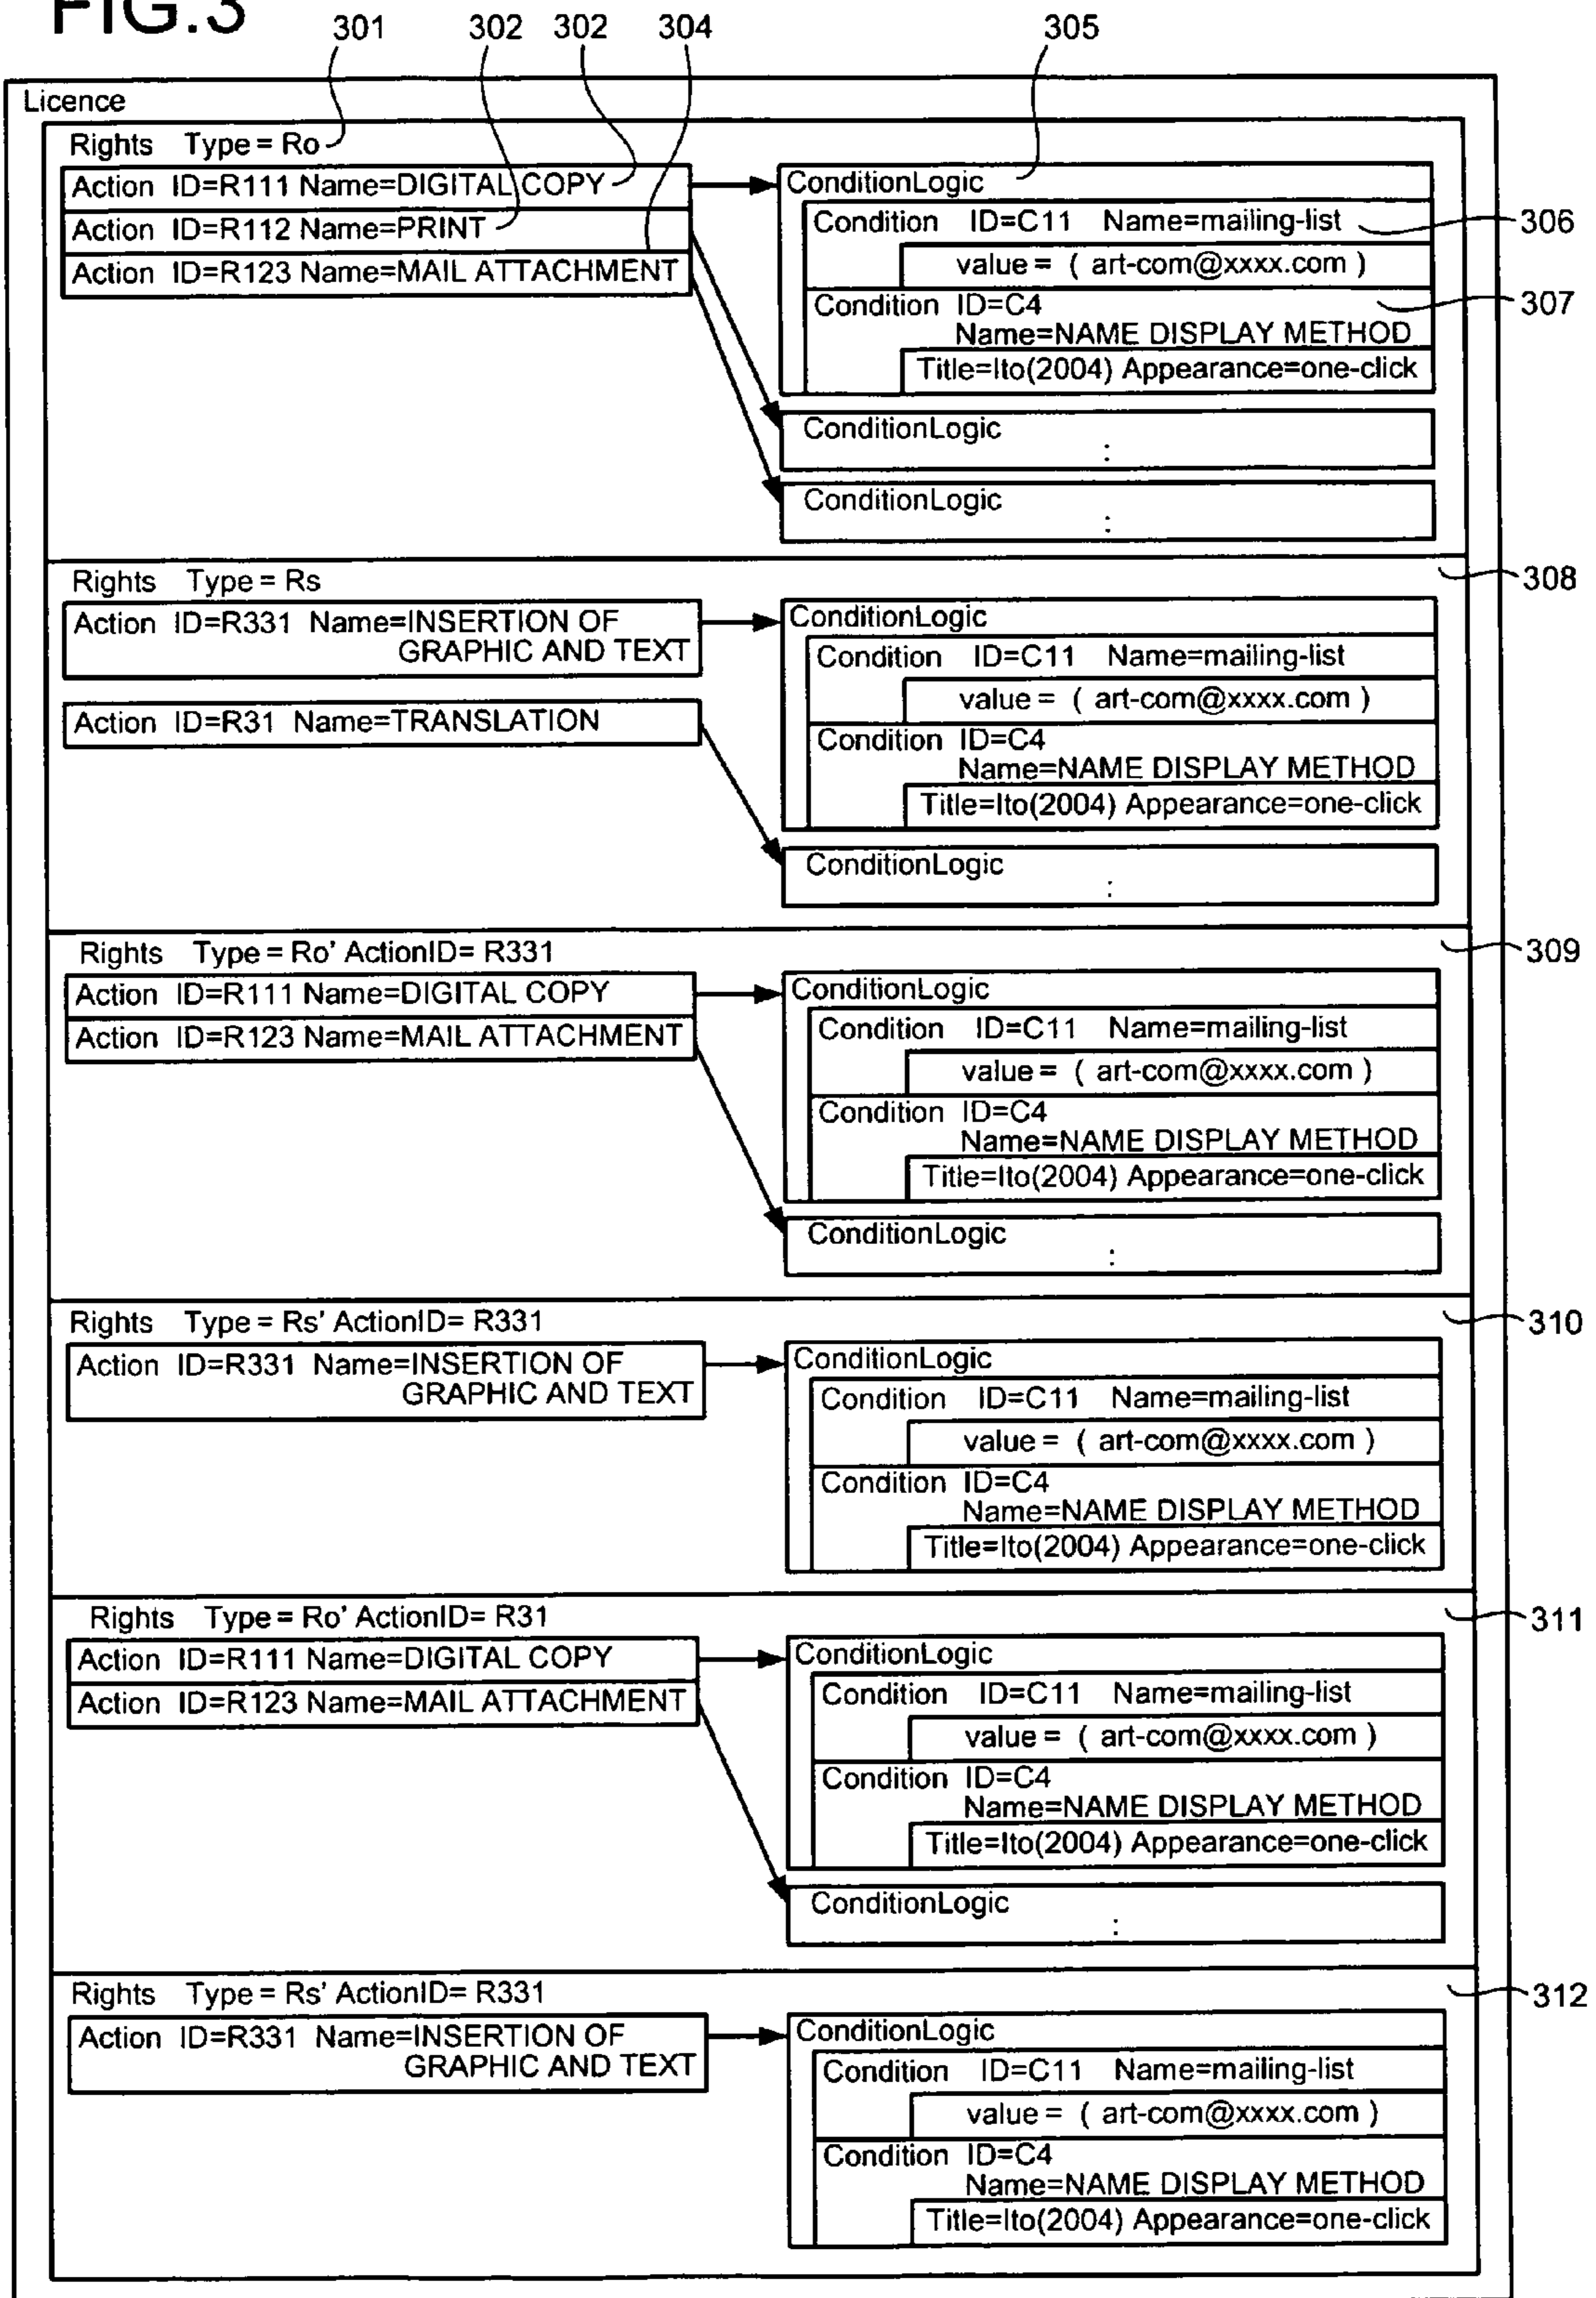 FIG.3
301 302 302 304 305
Licence
Rights Type = Ro
Action ID=R111 Name=DIGITAL COPY
Action ID=R112 Name=PRINT
Action ID=R123 Name=MAIL ATTACHMENT
ConditionLogic
Condition ID=C11 Name=mailing-list
306
value = ( art-com@xxxx.com )
Condition ID=C4
307
Name=NAME DISPLAY METHOD
Title=Ito(2004) Appearance=one-click
ConditionLogic
:
ConditionLogic
:
Rights Type = Rs
308
Action ID=R331 Name=INSERTION OF
GRAPHIC AND TEXT
Action ID=R31 Name=TRANSLATION
ConditionLogic
Condition ID=C11 Name=mailing-list
value = ( art-com@xxxx.com )
Condition ID=C4
Name=NAME DISPLAY METHOD
Title=Ito(2004) Appearance=one-click
ConditionLogic
:
Rights Type = Ro' ActionID= R331
309
Action ID=R111 Name=DIGITAL COPY
Action ID=R123 Name=MAIL ATTACHMENT
ConditionLogic
Condition ID=C11 Name=mailing-list
value = ( art-com@xxxx.com )
Condition ID=C4
Name=NAME DISPLAY METHOD
Title=Ito(2004) Appearance=one-click
ConditionLogic
:
Rights Type = Rs' ActionID= R331
310
Action ID=R331 Name=INSERTION OF
GRAPHIC AND TEXT
ConditionLogic
Condition ID=C11 Name=mailing-list
value = ( art-com@xxxx.com )
Condition ID=C4
Name=NAME DISPLAY METHOD
Title=Ito(2004) Appearance=one-click
Rights Type = Ro' ActionID= R31
311
Action ID=R111 Name=DIGITAL COPY
Action ID=R123 Name=MAIL ATTACHMENT
ConditionLogic
Condition ID=C11 Name=mailing-list
value = ( art-com@xxxx.com )
Condition ID=C4
Name=NAME DISPLAY METHOD
Title=Ito(2004) Appearance=one-click
ConditionLogic
:
Rights Type = Rs' ActionID= R331
312
Action ID=R331 Name=INSERTION OF
GRAPHIC AND TEXT
ConditionLogic
Condition ID=C11 Name=mailing-list
value = ( art-com@xxxx.com )
Condition ID=C4
Name=NAME DISPLAY METHOD
Title=Ito(2004) Appearance=one-click